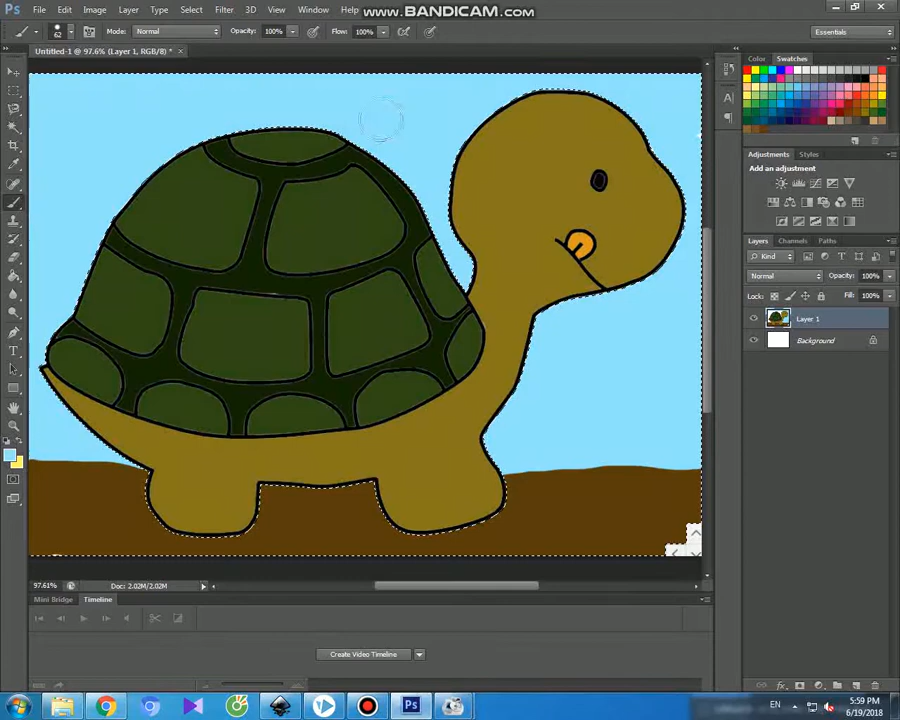 Ps File Edit Image Layer Type Select Filter 3D View Window Help www.BANDICAM.com
62 Mode: Normal Opacity: 100% Flow: 100% Essentials
Untitled-1 @ 97.6% (Layer 1, RGB/8) * ×
Color Swatches
Adjustments Styles
Add an adjustment
Layers Channels Paths
Kind
Normal Opacity: 100%
Lock: Fill: 100%
Layer 1
Background
97.61% Doc: 2.02M/2.02M
Mini Bridge Timeline
Create Video Timeline
fx.
Ps EN 5:59 PM
6/19/2018